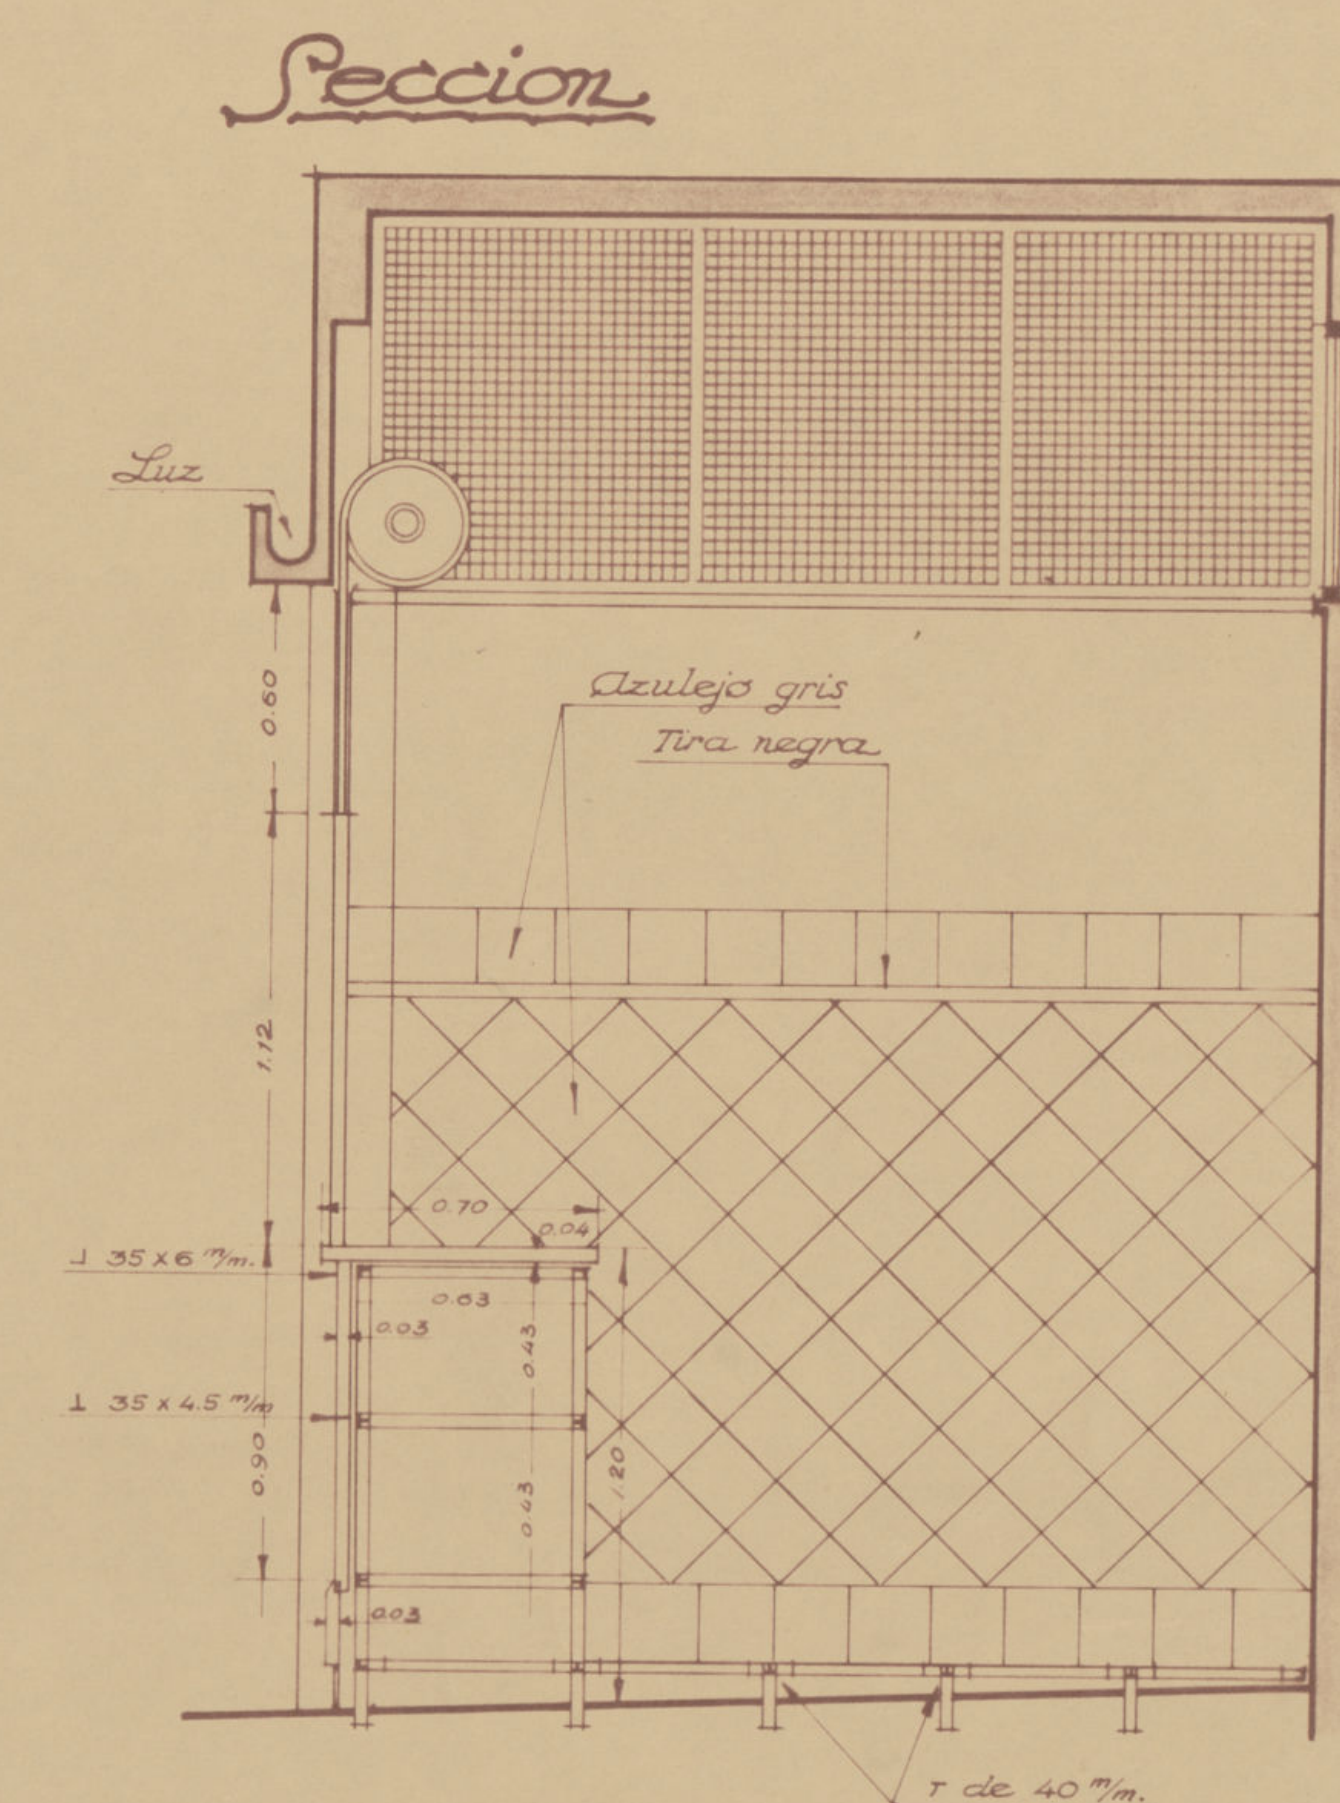 Seccion
Luz
0.60
Azulejo gris
Tira negra
1.12
0.70
0.04
⊥ 35 x 6 m/m.
0.63
0.03
0.43
⊥ 35 x 4.5 m/m
0.90
0.43
1.20
0.03
T de 40 m/m.